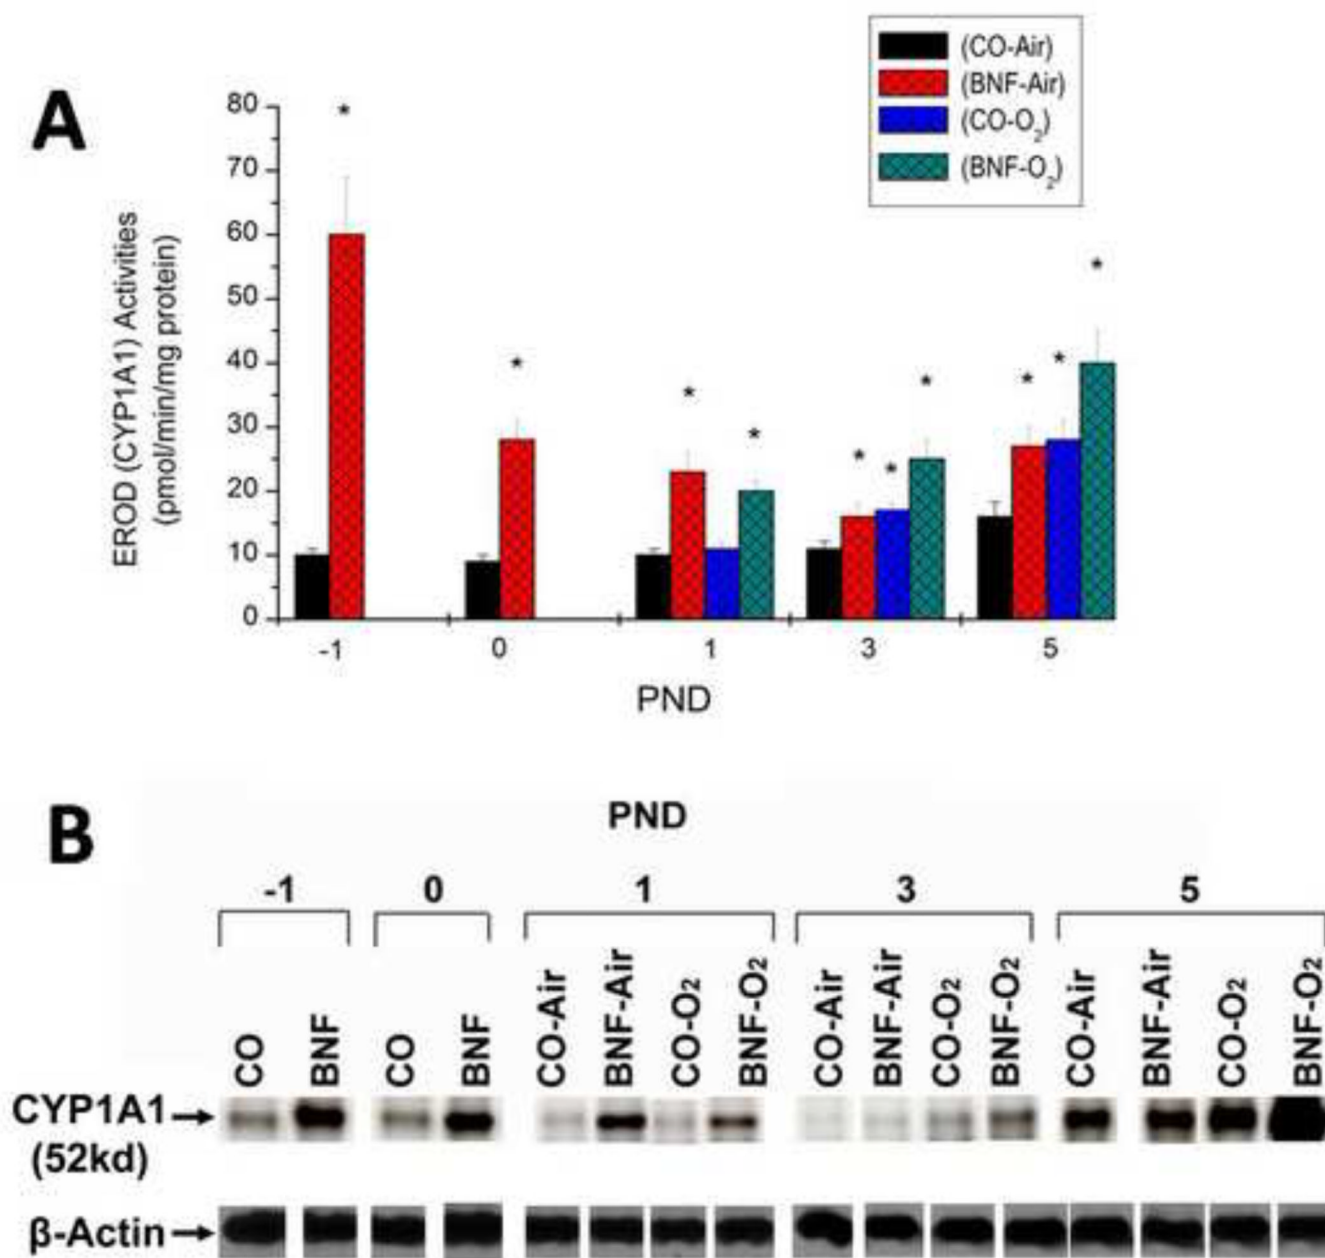 A
(CO-Air)
(BNF-Air)
(CO-O₂)
(BNF-O₂)
EROD (CYP1A1) Activities
(pmol/min/mg protein)
80
70
60
50
40
30
20
10
0
*
*
*
*
*
*
*
*
*
*
-1 0 1 3 5
PND
B
PND
-1 0 1 3 5
CO BNF CO BNF CO-Air BNF-Air CO-O₂ BNF-O₂ CO-Air BNF-Air CO-O₂ BNF-O₂ CO-Air BNF-Air CO-O₂ BNF-O₂
CYP1A1→
(52kd)
β-Actin→